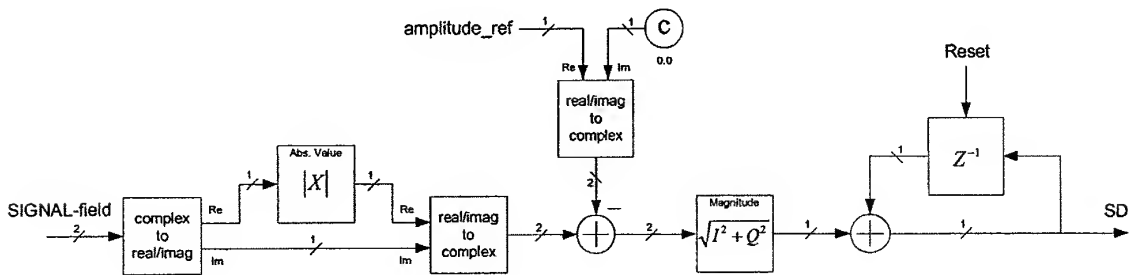 amplitude_ref
1
1
C
0.0
Re
Im
real/imag
to
complex
2
−
Reset
1
Z⁻¹
Abs. Value
|X|
1
1
SIGNAL-field
2
complex
to
real/imag
Re
Im
1
Re
Im
real/imag
to
complex
2
2
Magnitude
√I² + Q²
1
1
SD